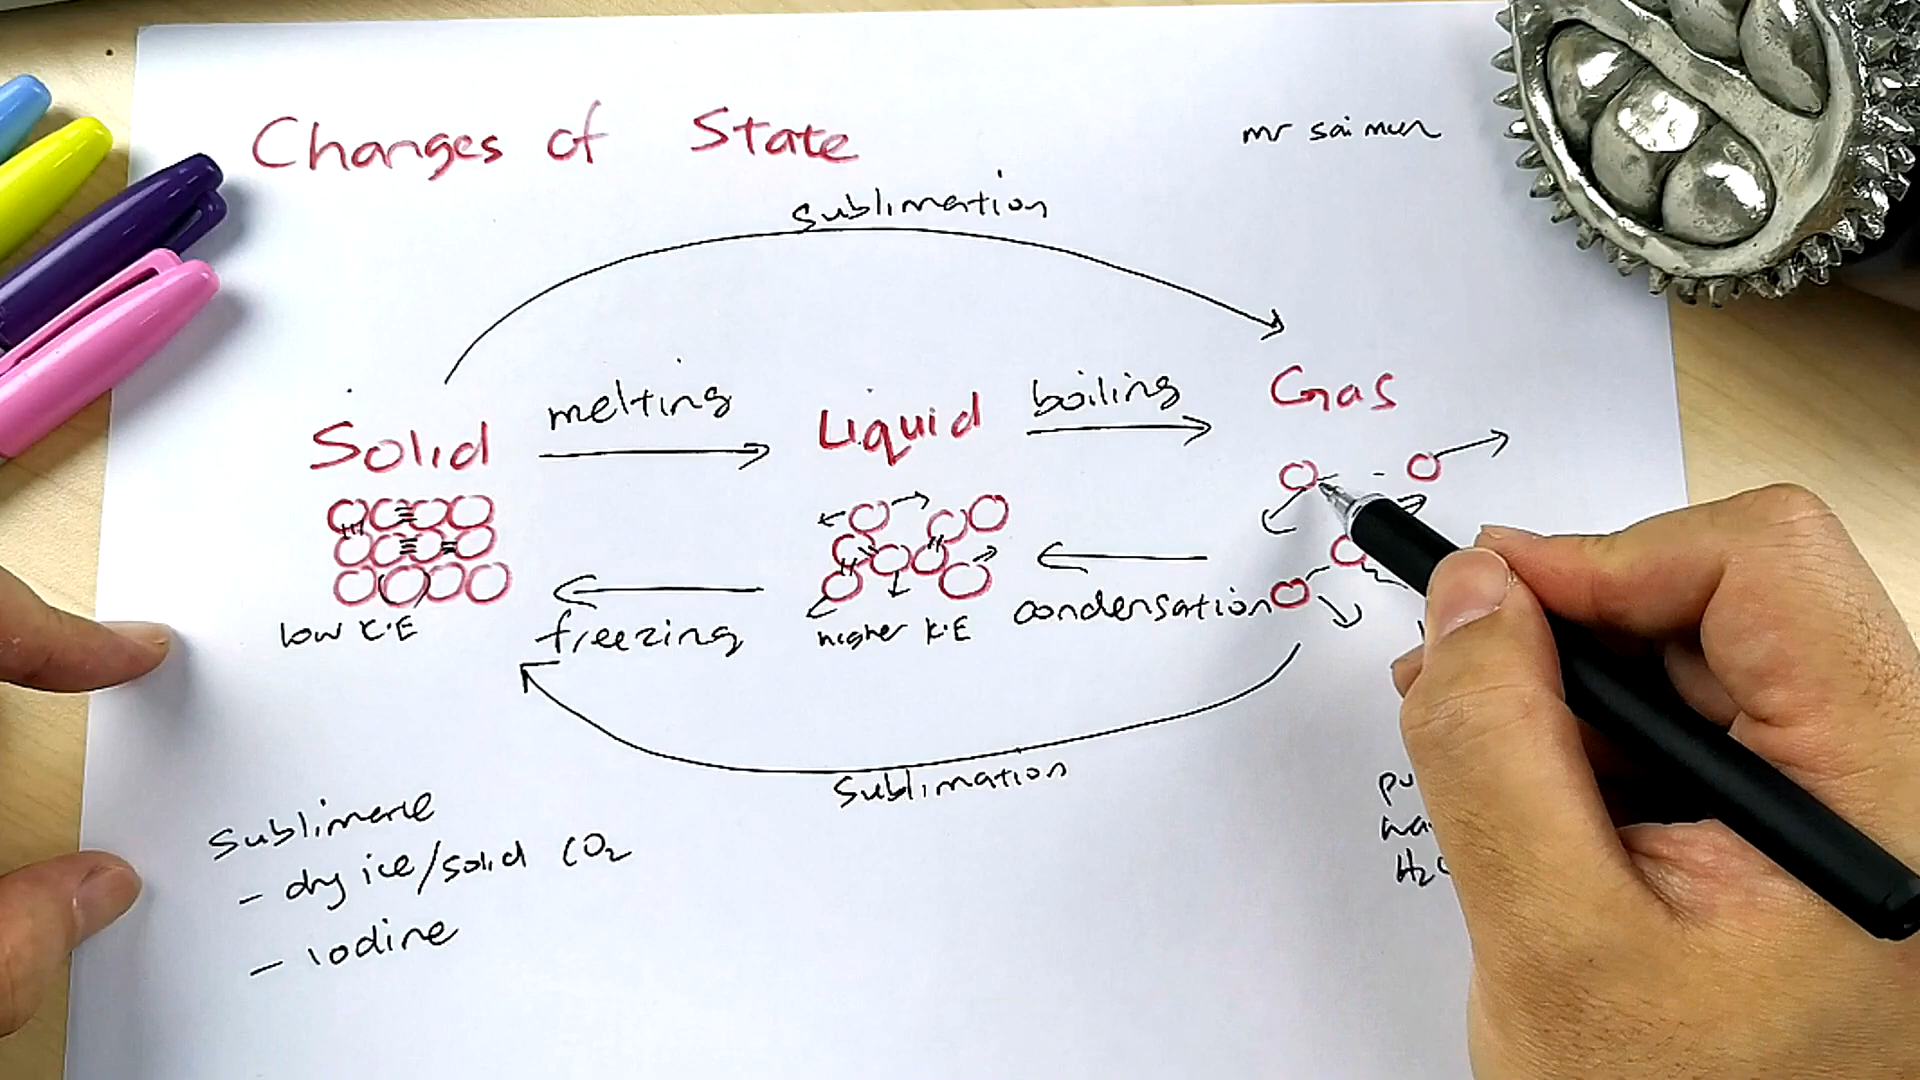 Changes of State
mr sai mun
sublimation
Solid
melting
Liquid
boiling
Gas
low K.E
freezing
higher K.E
condensation
Sublimation
Sublimate
- dry ice/solid CO₂
- iodine